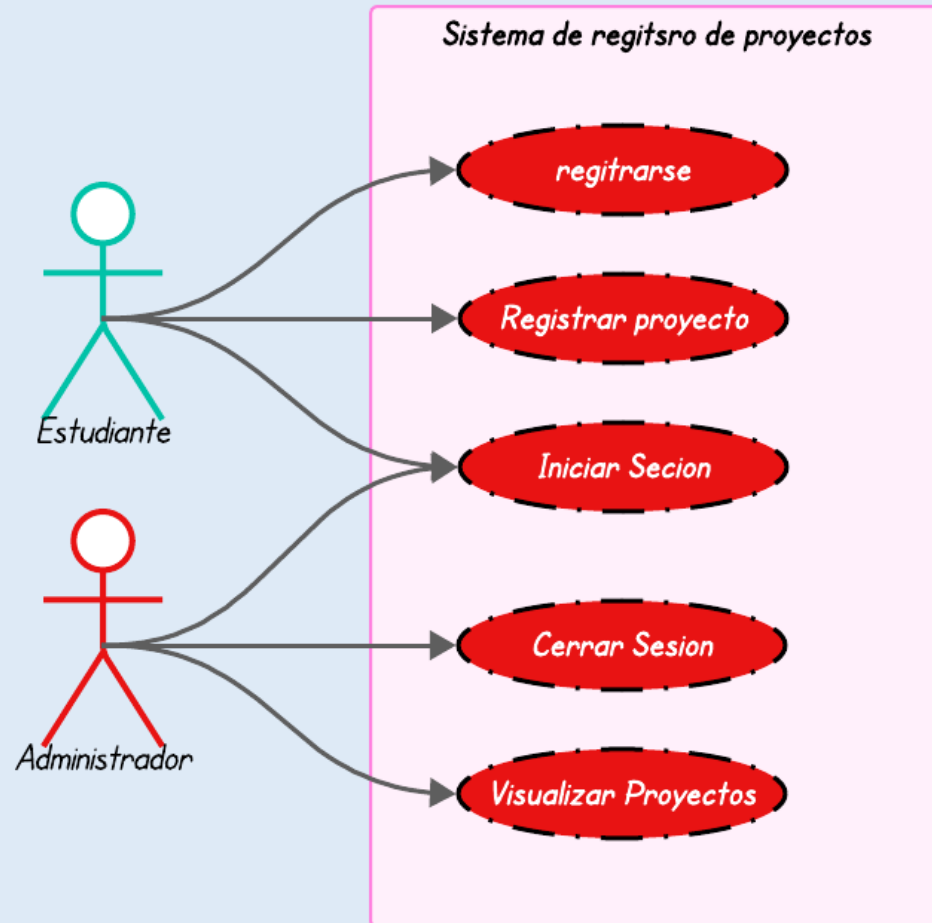 Sistema de regitsro de proyectos
regitrarse
Registrar proyecto
Estudiante
Iniciar Secion
Cerrar Sesion
Administrador
Visualizar Proyectos